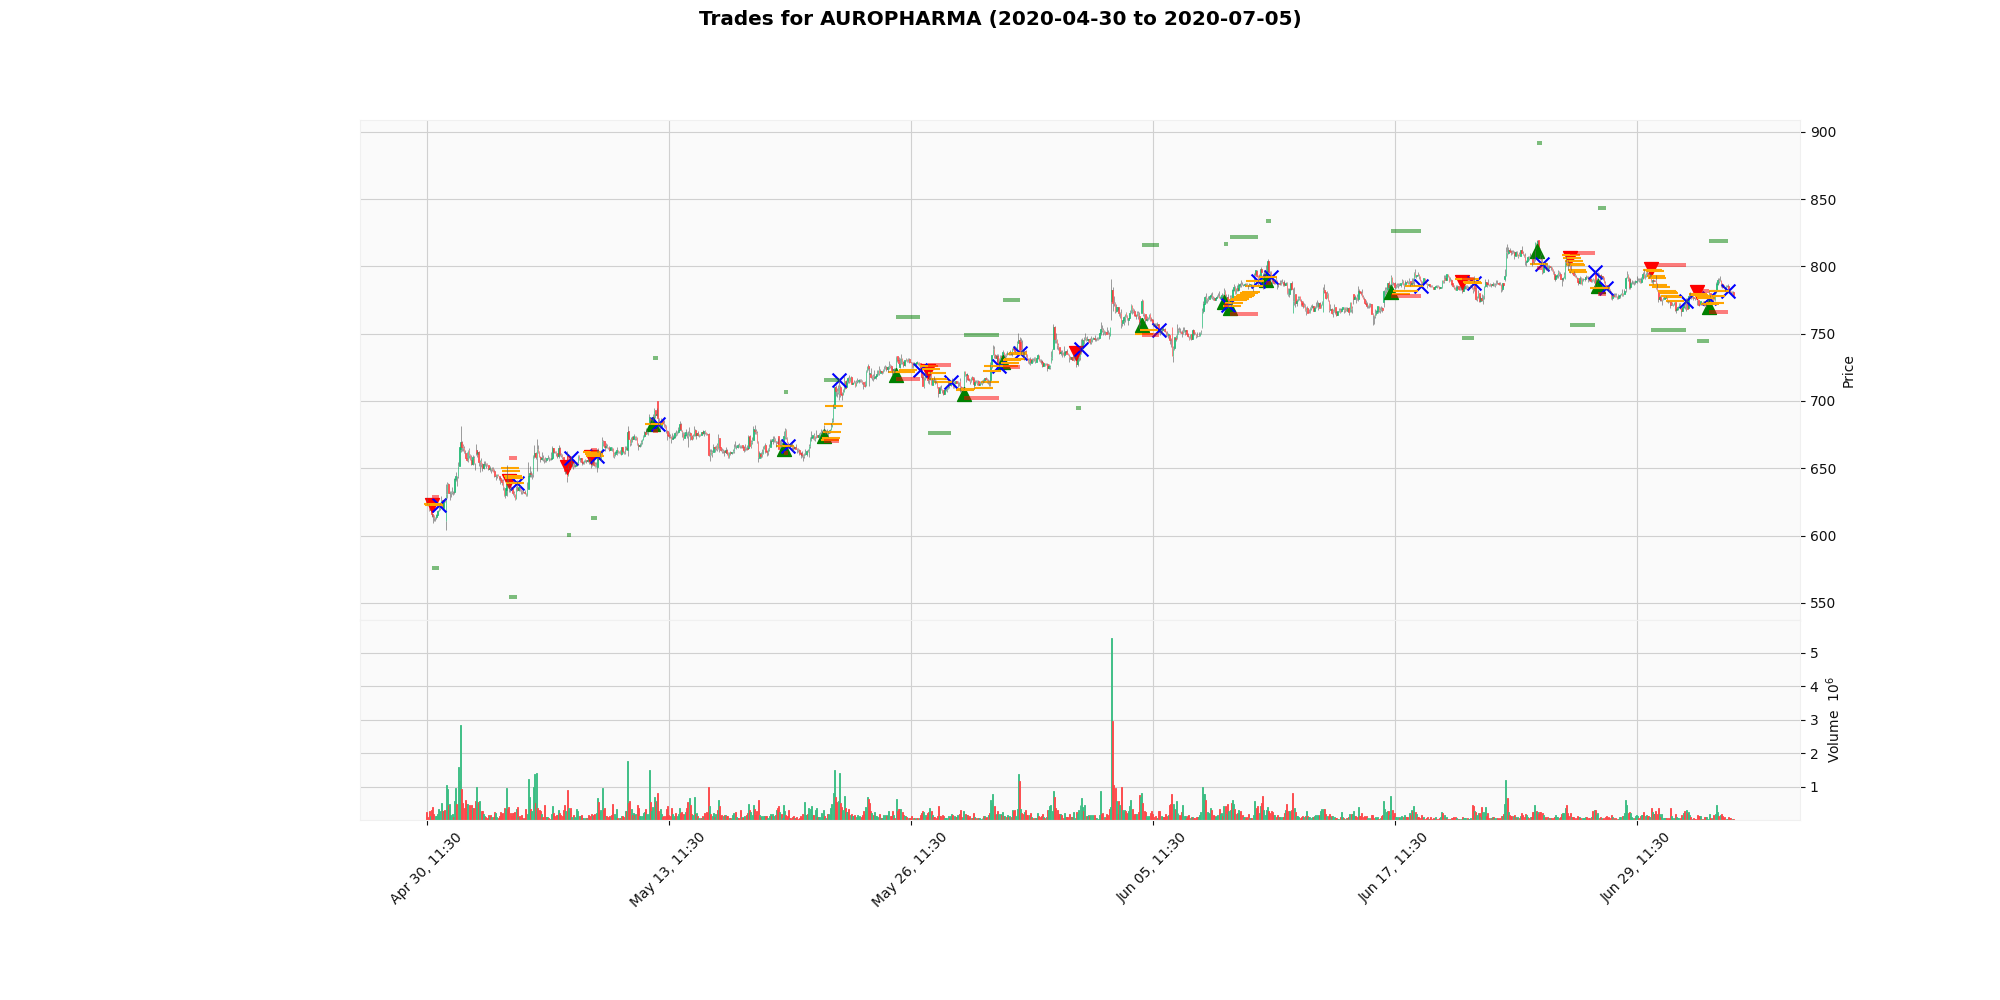 Trades for AUROPHARMA (2020-04-30 to 2020-07-05)
900
850
800
750
700
650
600
550
Price
5
4
3
2
1
Volume 10⁶
Apr 30, 11:30
May 13, 11:30
May 26, 11:30
Jun 05, 11:30
Jun 17, 11:30
Jun 29, 11:30